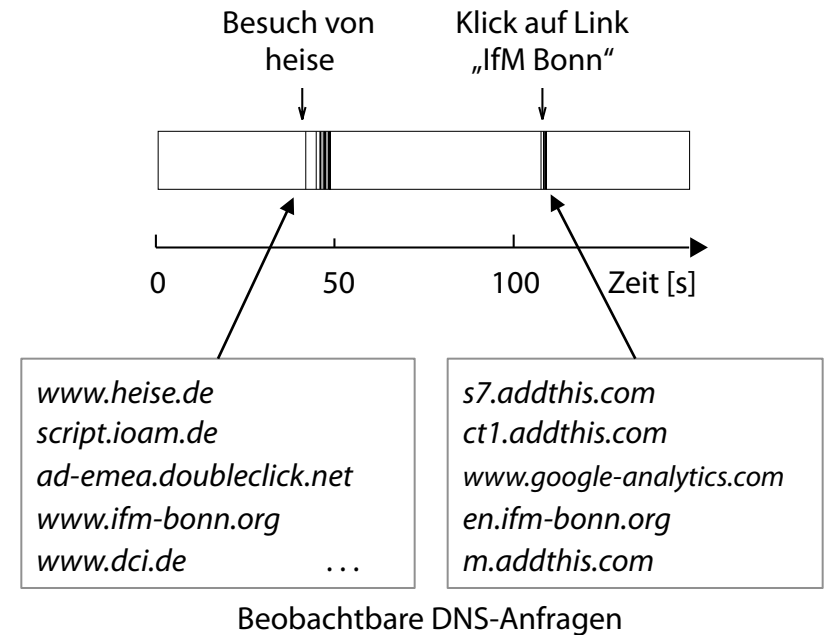 Besuch von
heise
Klick auf Link
„IfM Bonn“
0
50
100
Zeit [s]
www.heise.de
script.ioam.de
ad-emea.doubleclick.net
www.ifm-bonn.org
www.dci.de ...
s7.addthis.com
ct1.addthis.com
www.google-analytics.com
en.ifm-bonn.org
m.addthis.com
Beobachtbare DNS-Anfragen